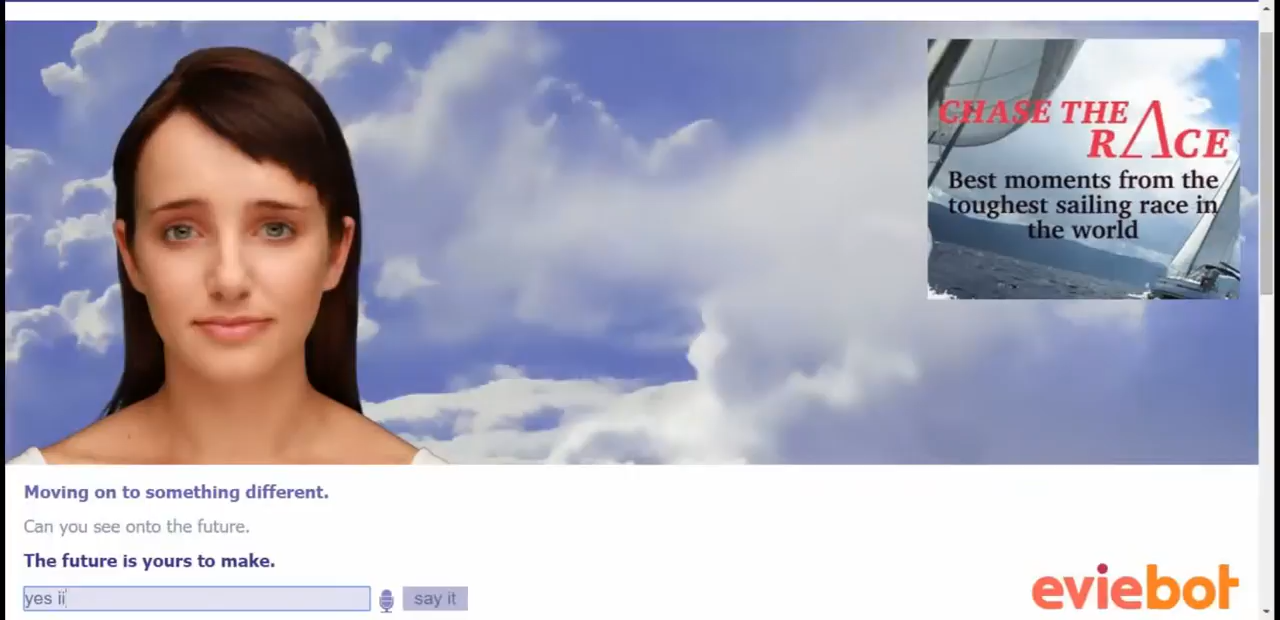 CHASE THE
RACE
Best moments from the
toughest sailing race in
the world
Moving on to something different.
Can you see onto the future.
The future is yours to make.
yes ii
say it
eviebot